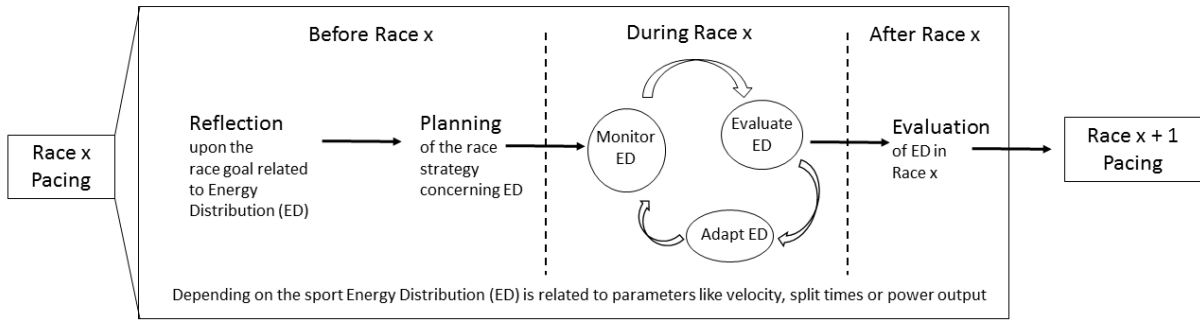 Before Race x
During Race x
After Race x
Race x
Pacing
Reflection
upon the
race goal related
to Energy
Distribution (ED)
Planning
of the race
strategy
concerning ED
Monitor
ED
Evaluate
ED
Adapt ED
Evaluation
of ED in
Race x
Race x + 1
Pacing
Depending on the sport Energy Distribution (ED) is related to parameters like velocity, split times or power output